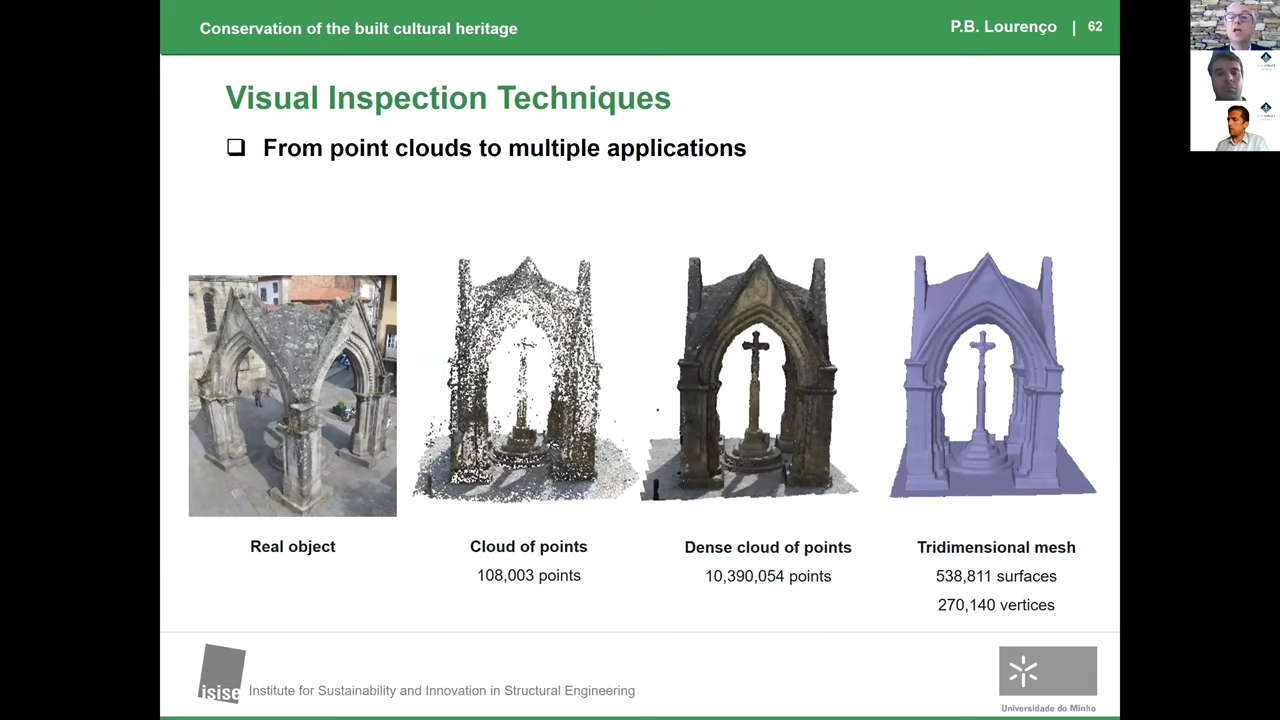 Conservation of the built cultural heritage
P.B. Lourenço | 62
Visual Inspection Techniques
From point clouds to multiple applications
Real object
Cloud of points
108,003 points
Dense cloud of points
10,390,054 points
Tridimensional mesh
538,811 surfaces
270,140 vertices
isise
Institute for Sustainability and Innovation in Structural Engineering
Universidade do Minho